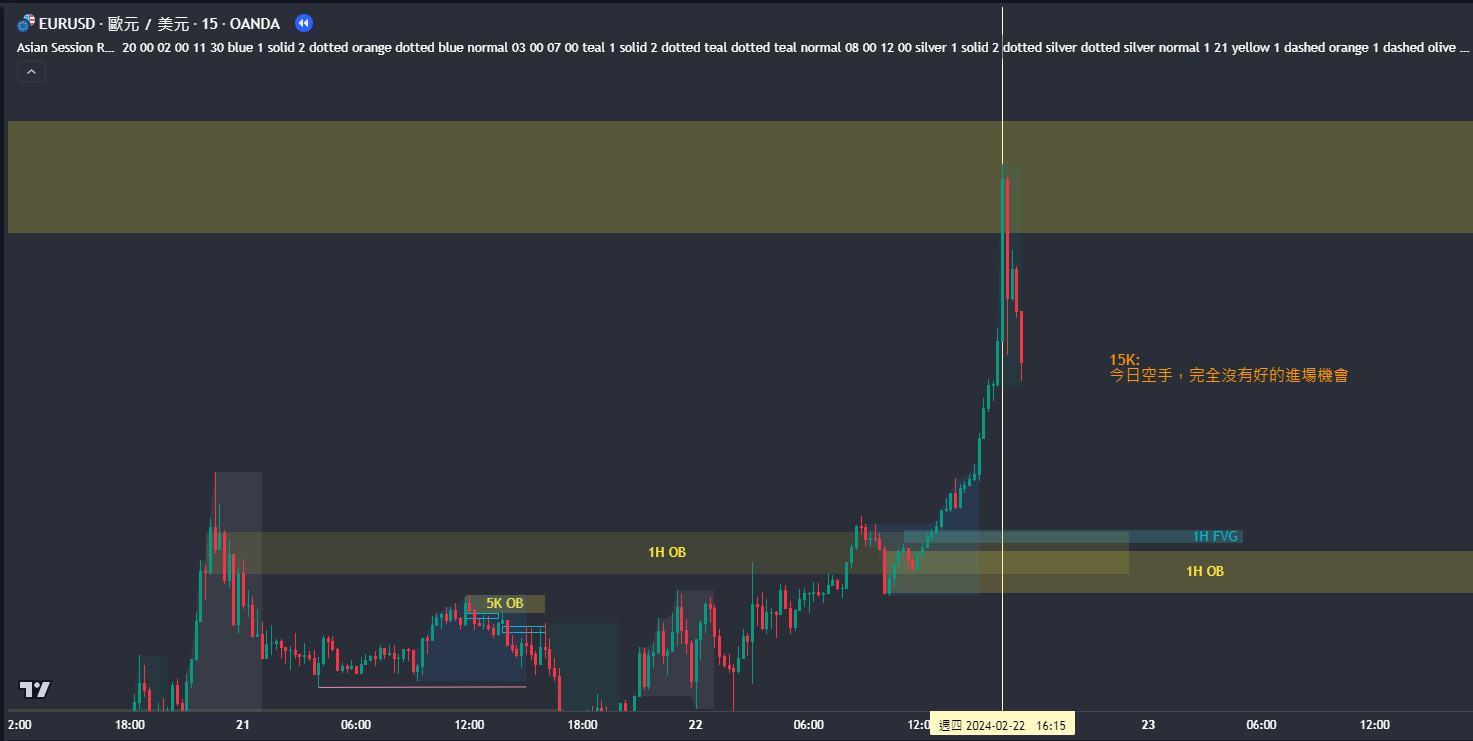 EURUSD · 歐元 / 美元 · 15 · OANDA
Asian Session R... 20 00 02 00 11 30 blue 1 solid 2 dotted orange dotted blue normal 03 00 07 00 teal 1 solid 2 dotted teal dotted teal normal 08 00 12 00 silver 1 solid 2 dotted silver dotted silver normal 1 21 yellow 1 dashed orange 1 dashed olive ...
15K:
今日空手，完全沒有好的進場機會
1H FVG
1H OB
1H OB
5K OB
2:00 18:00 21 06:00 12:00 18:00 22 06:00 12:0 週四 2024-02-22 16:15 23 06:00 12:00